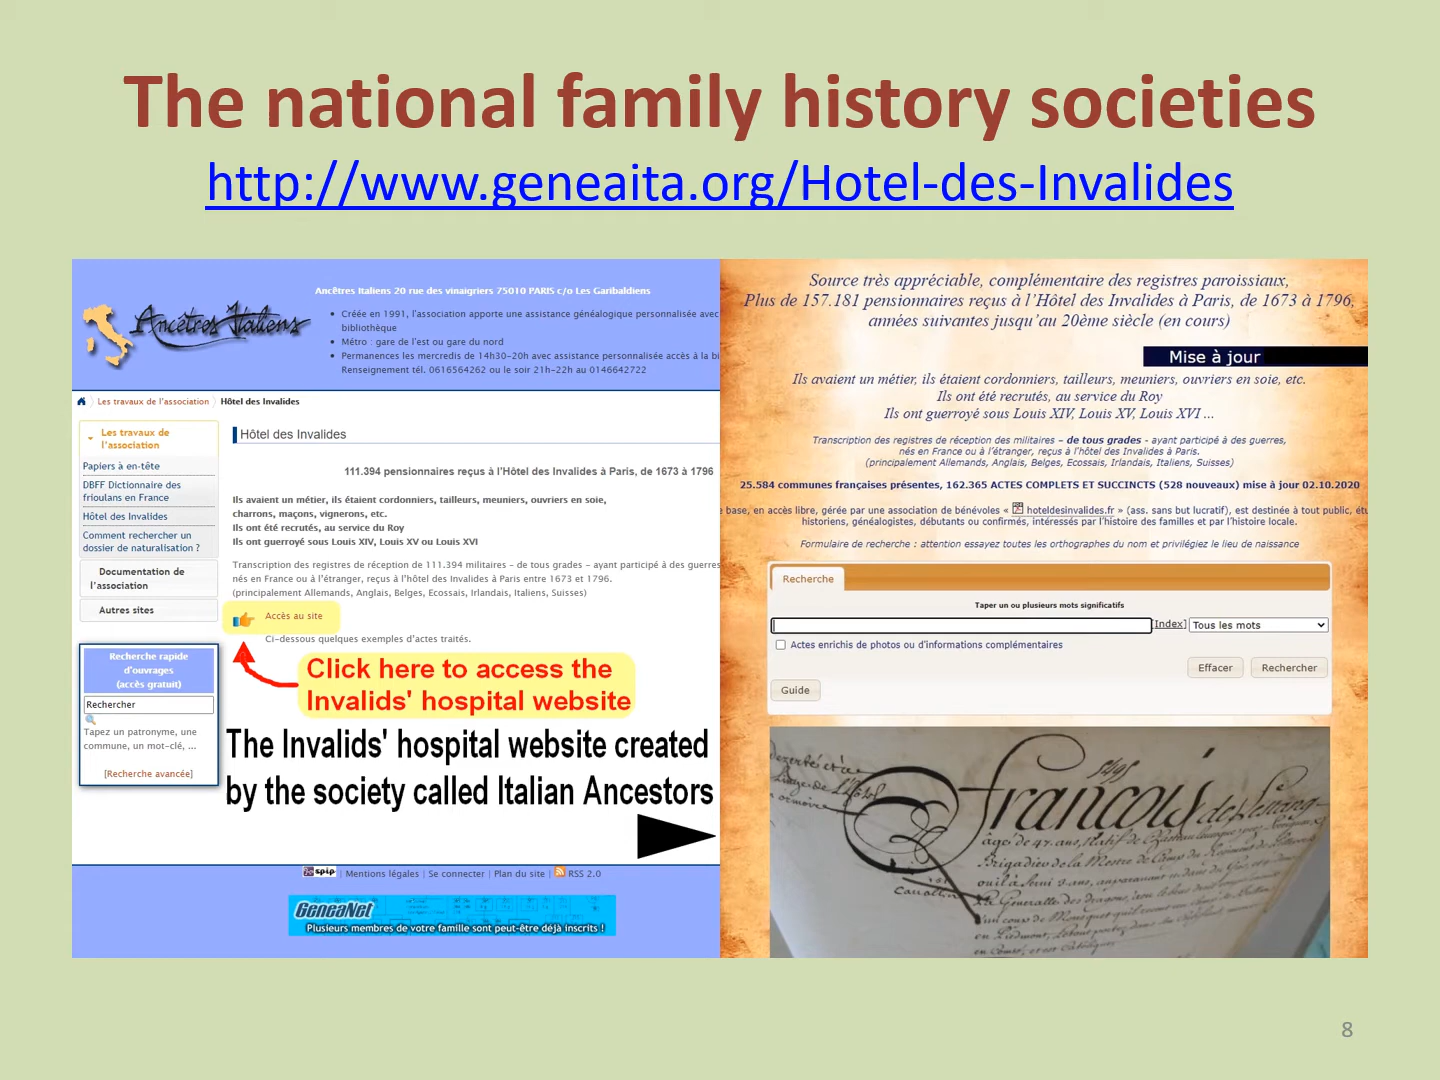 The national family history societies
http://www.geneaita.org/Hotel-des-Invalides
Ancêtres Italiens 20 rue des vinaigriers 75010 PARIS c/o Les Garibaldiens
Ancêtres Italiens
Créée en 1991, l'association apporte une assistance généalogique personnalisée avec
bibliothèque
Métro : gare de l'est ou gare du nord
Permanences les mercredis de 14h30-20h avec assistance personnalisée accès à la bi
Renseignement tél. 0616564262 ou le soir 21h-22h au 0146642722
Les travaux de l'association Hôtel des Invalides
Les travaux de
l'association
Papiers à en-tête
DBFF Dictionnaire des
frioulans en France
Hôtel des Invalides
Comment rechercher un
dossier de naturalisation ?
Documentation de
l'association
Autres sites
Recherche rapide
d'ouvrages
(accès gratuit)
Rechercher
Tapez un patronyme, une
commune, un mot-clé, ...
[Recherche avancée]
Hôtel des Invalides
111.394 pensionnaires reçus à l'Hôtel des Invalides à Paris, de 1673 à 1796
Ils avaient un métier, ils étaient cordonniers, tailleurs, meuniers, ouvriers en soie,
charrons, maçons, vignerons, etc.
Ils ont été recrutés, au service du Roy
Ils ont guerroyé sous Louis XIV, Louis XV ou Louis XVI
Transcription des registres de réception de 111.394 militaires - de tous grades - ayant participé à des guerres
nés en France ou à l'étranger, reçus à l'hôtel des Invalides à Paris entre 1673 et 1796.
(principalement Allemands, Anglais, Belges, Ecossais, Irlandais, Italiens, Suisses)
Accès au site
Ci-dessous quelques exemples d'actes traités.
Click here to access the
Invalids' hospital website
The Invalids' hospital website created
by the society called Italian Ancestors
spip | Mentions légales | Se connecter | Plan du site | RSS 2.0
GeneaNet
Plusieurs membres de votre famille sont peut-être déjà inscrits !
Source très appréciable, complémentaire des registres paroissiaux,
Plus de 157.181 pensionnaires reçus à l'Hôtel des Invalides à Paris, de 1673 à 1796,
années suivantes jusqu'au 20ème siècle (en cours)
Mise à jour
Ils avaient un métier, ils étaient cordonniers, tailleurs, meuniers, ouvriers en soie, etc.
Ils ont été recrutés, au service du Roy
Ils ont guerroyé sous Louis XIV, Louis XV, Louis XVI ...
Transcription des registres de réception des militaires – de tous grades - ayant participé à des guerres,
nés en France ou à l'étranger, reçus à l'hôtel des Invalides à Paris.
(principalement Allemands, Anglais, Belges, Ecossais, Irlandais, Italiens, Suisses)
25.584 communes françaises présentes, 162.365 ACTES COMPLETS ET SUCCINCTS (528 nouveaux) mise à jour 02.10.2020
base, en accès libre, gérée par une association de bénévoles « hoteldesinvalides.fr » (ass. sans but lucratif), est destinée à tout public, étu
historiens, généalogistes, débutants ou confirmés, intéressés par l'histoire des familles et par l'histoire locale.
Formulaire de recherche : attention essayez toutes les orthographes du nom et privilégiez le lieu de naissance
Recherche
Taper un ou plusieurs mots significatifs
[Index] Tous les mots
Actes enrichis de photos ou d'informations complémentaires
Effacer Rechercher
Guide
François
âgé de 47 ans, Natif de
8